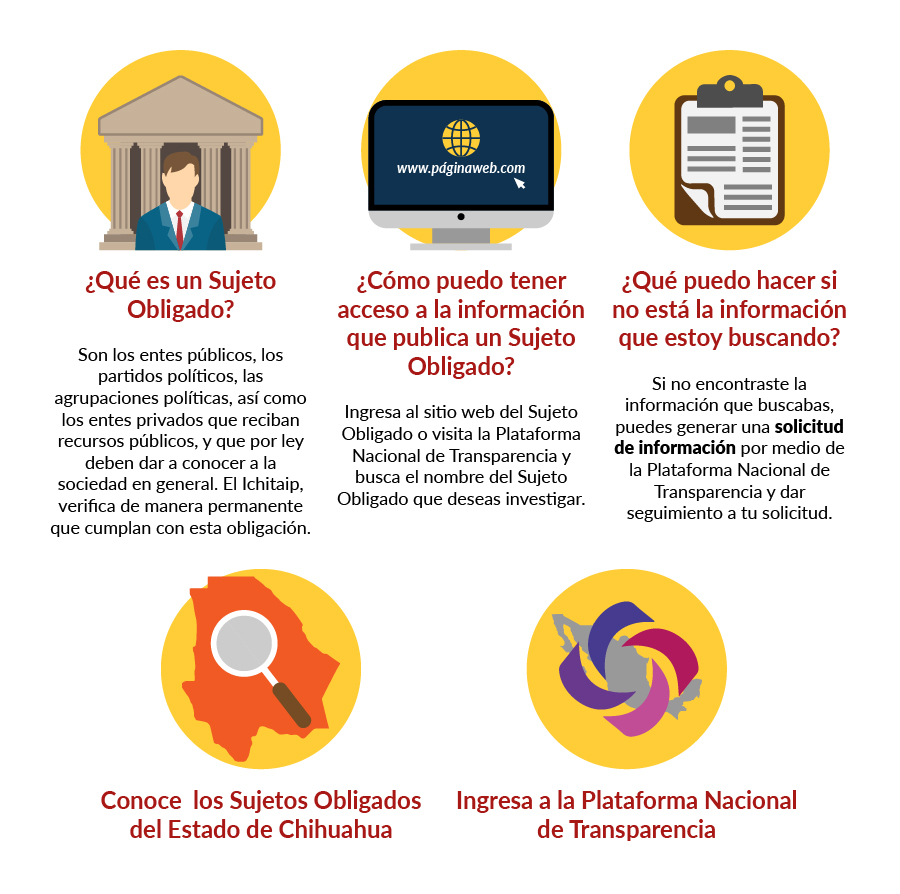 www.páginaweb.com
¿Qué es un Sujeto
Obligado?
Son los entes públicos, los
partidos políticos, las
agrupaciones políticas, así como
los entes privados que reciban
recursos públicos, y que por ley
deben dar a conocer a la
sociedad en general. El Ichitaip,
verifica de manera permanente
que cumplan con esta obligación.
¿Cómo puedo tener
acceso a la información
que publica un Sujeto
Obligado?
Ingresa al sitio web del Sujeto
Obligado o visita la Plataforma
Nacional de Transparencia y
busca el nombre del Sujeto
Obligado que deseas investigar.
¿Qué puedo hacer si
no está la información
que estoy buscando?
Si no encontraste la
información que buscabas,
puedes generar una solicitud
de información por medio de
la Plataforma Nacional de
Transparencia y dar
seguimiento a tu solicitud.
Conoce los Sujetos Obligados
del Estado de Chihuahua
Ingresa a la Plataforma Nacional
de Transparencia